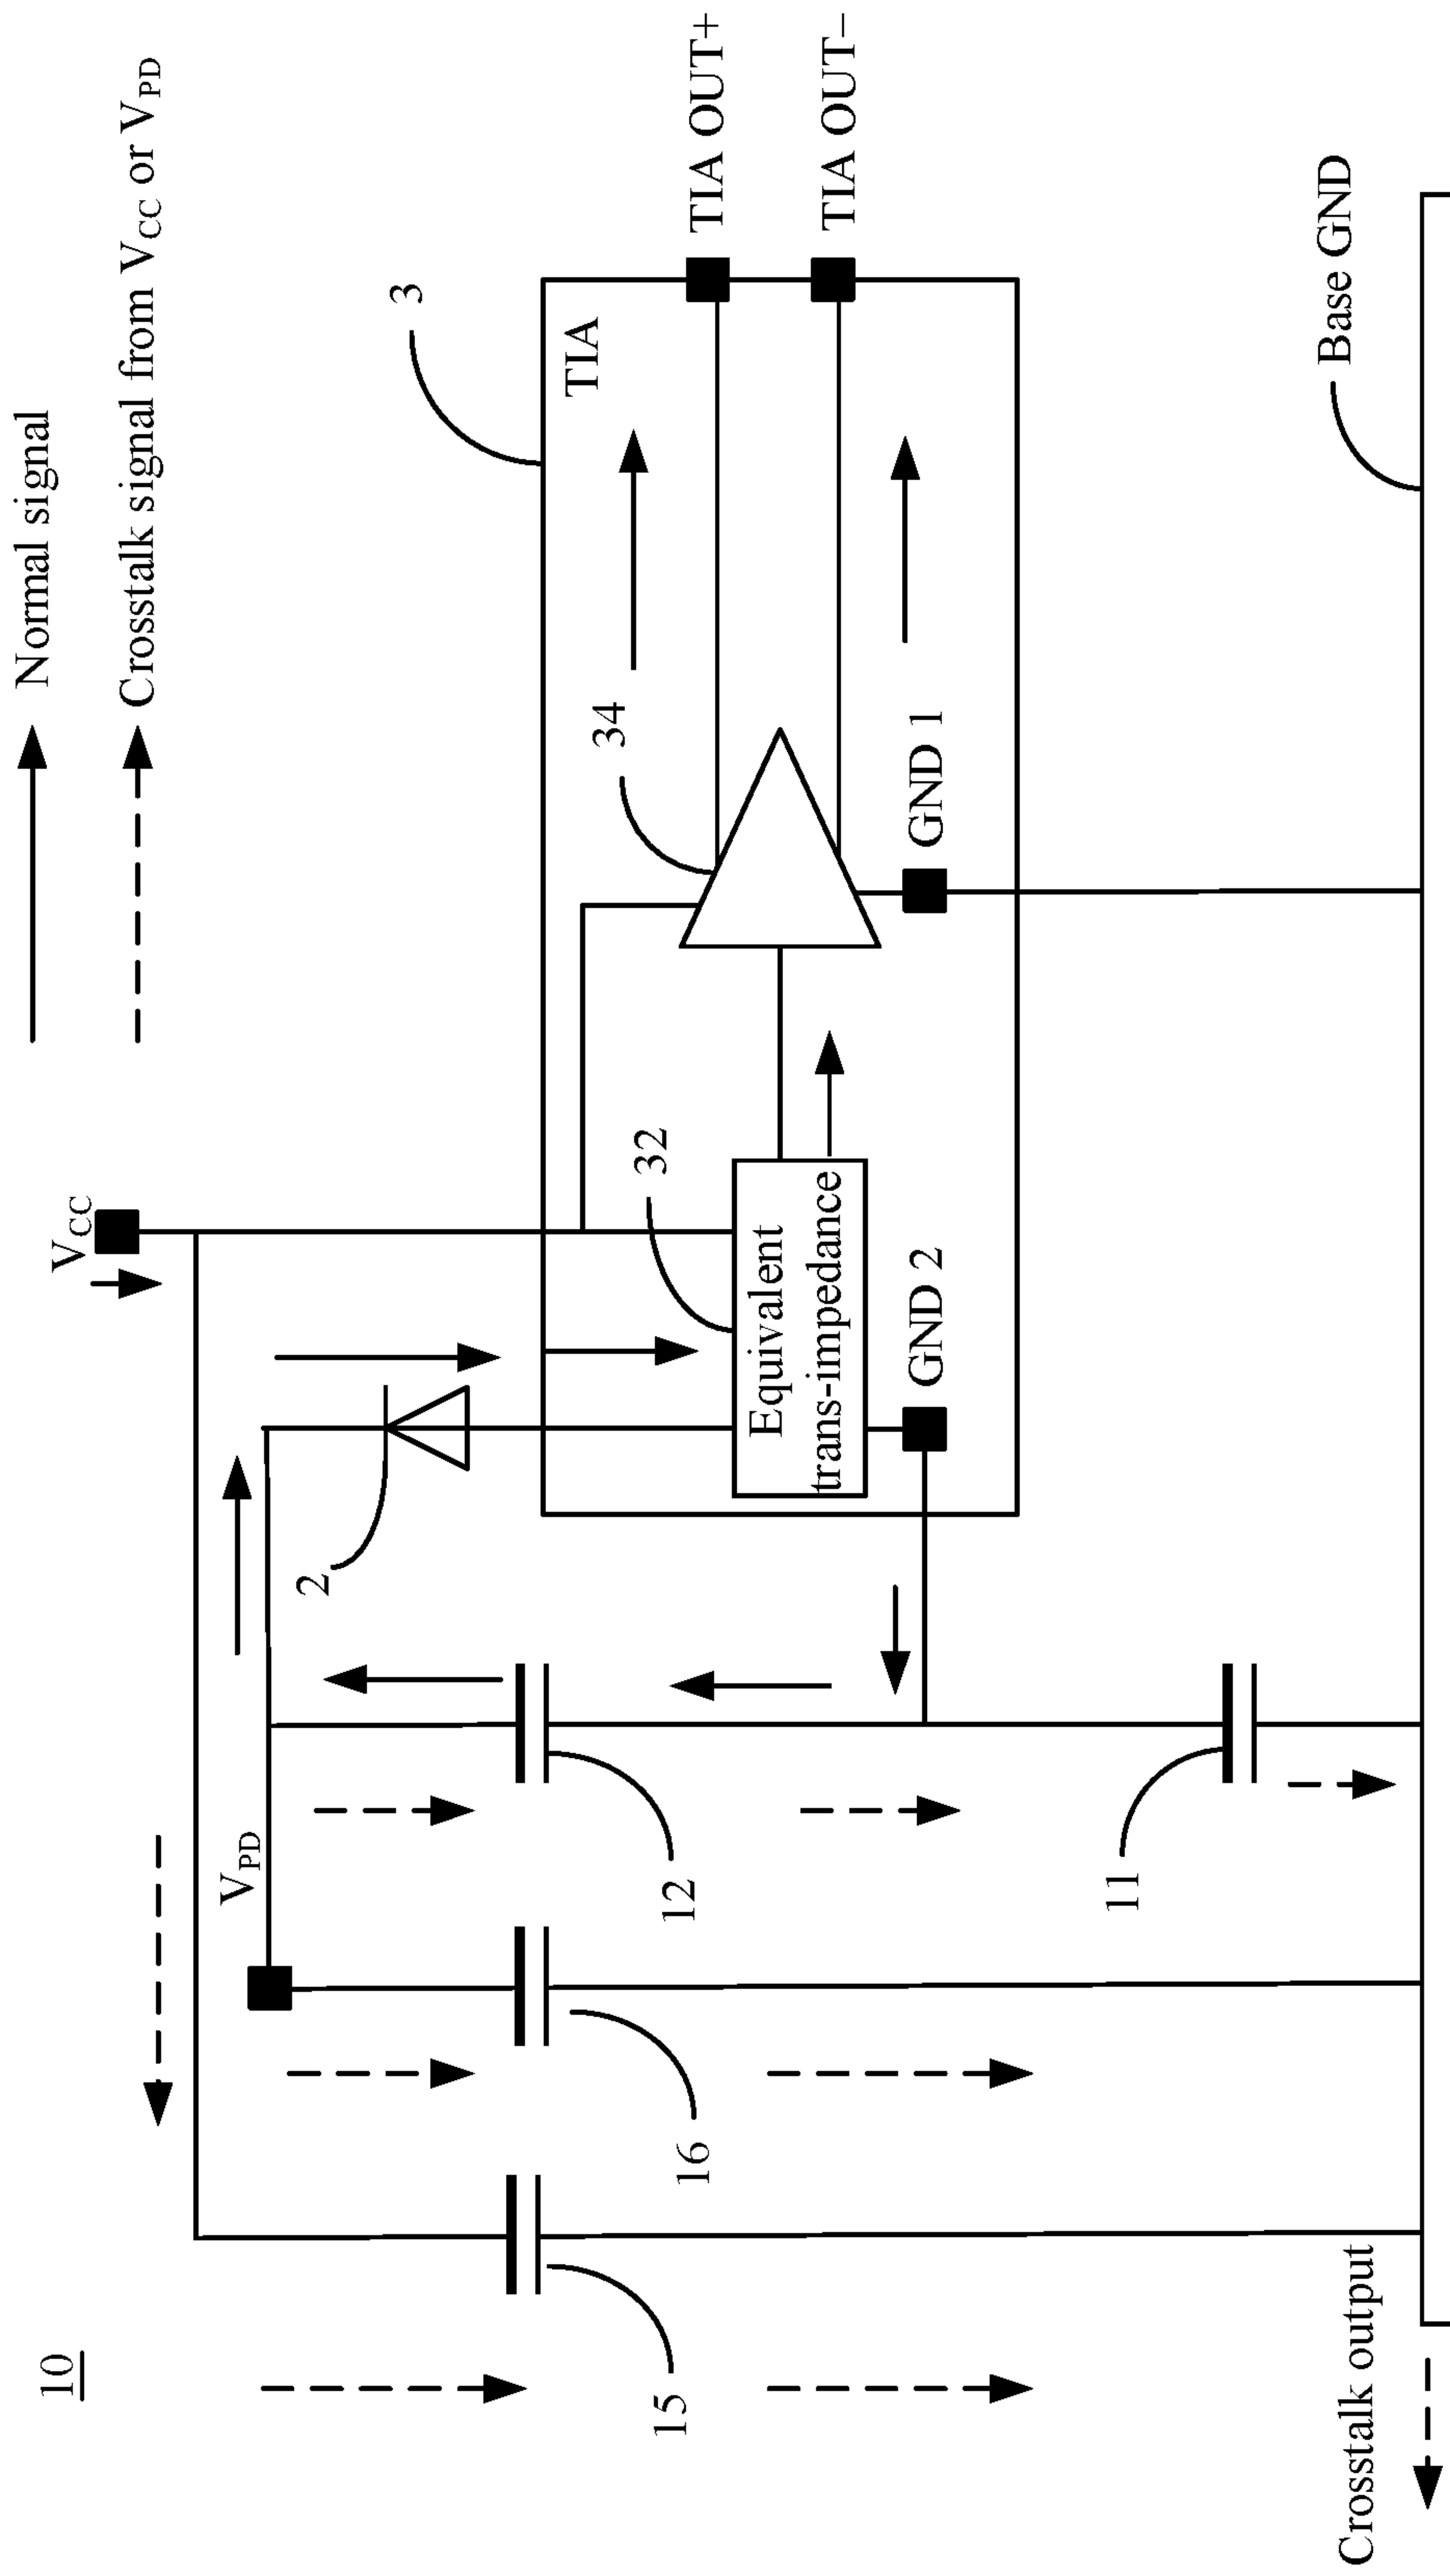 10
Normal signal
Crosstalk signal from VCC or VPD
VCC
VPD
2
3
TIA
12
16
15
11
32
34
Equivalent
trans-impedance
GND 2
GND 1
TIA OUT+
TIA OUT−
Base GND
Crosstalk output